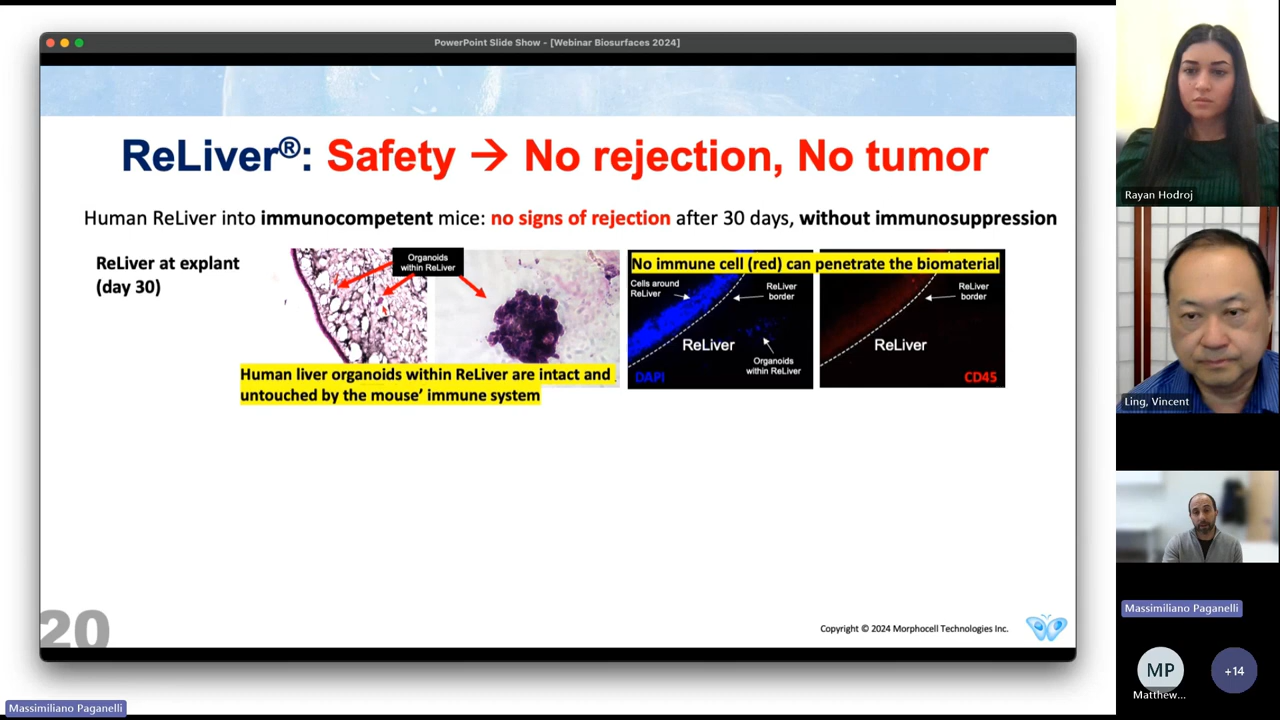 PowerPoint Slide Show - [Webinar Biosurfaces 2024]
ReLiver®: Safety → No rejection, No tumor
Human ReLiver into immunocompetent mice: no signs of rejection after 30 days, without immunosuppression
ReLiver at explant
(day 30)
Organoids
within ReLiver
Human liver organoids within ReLiver are intact and
untouched by the mouse’ immune system
No immune cell (red) can penetrate the biomaterial
Cells around
ReLiver
ReLiver
border
ReLiver
Organoids
within ReLiver
DAPI
ReLiver
border
ReLiver
CD45
20
Copyright © 2024 Morphocell Technologies Inc.
Rayan Hodroj
Ling, Vincent
Massimiliano Paganelli
MP
Matthew...
+14
Massimiliano Paganelli